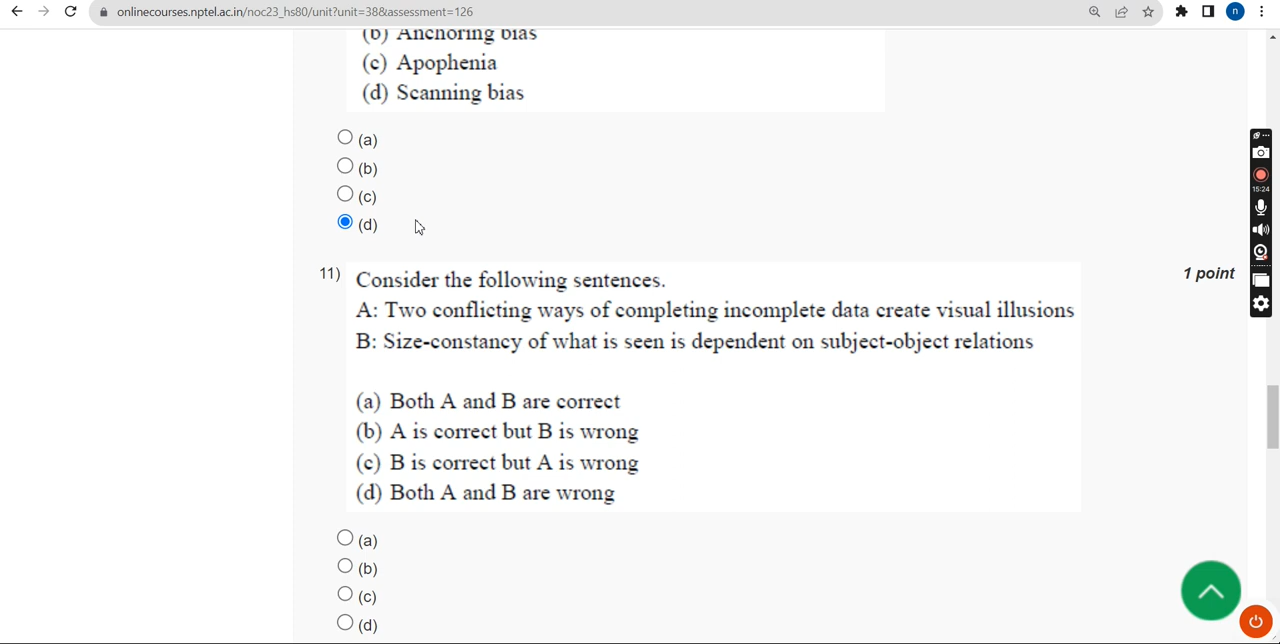 onlinecourses.nptel.ac.in/noc23_hs80/unit?unit=38&assessment=126
n
(b) Anchoring bias
(c) Apophenia
(d) Scanning bias
(a)
(b)
(c)
(d)
11)
1 point
Consider the following sentences.
A: Two conflicting ways of completing incomplete data create visual illusions
B: Size-constancy of what is seen is dependent on subject-object relations
(a) Both A and B are correct
(b) A is correct but B is wrong
(c) B is correct but A is wrong
(d) Both A and B are wrong
(a)
(b)
(c)
(d)
15:24